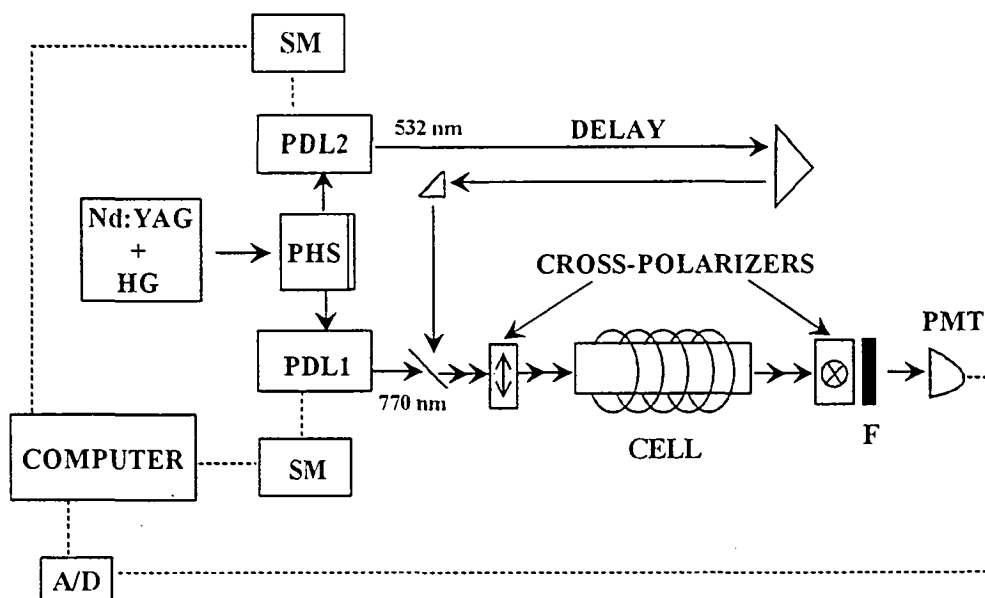 SM
PDL2
532 nm
DELAY
Nd:YAG
+
HG
PHS
CROSS-POLARIZERS
PMT
PDL1
770 nm
F
CELL
COMPUTER
SM
A/D